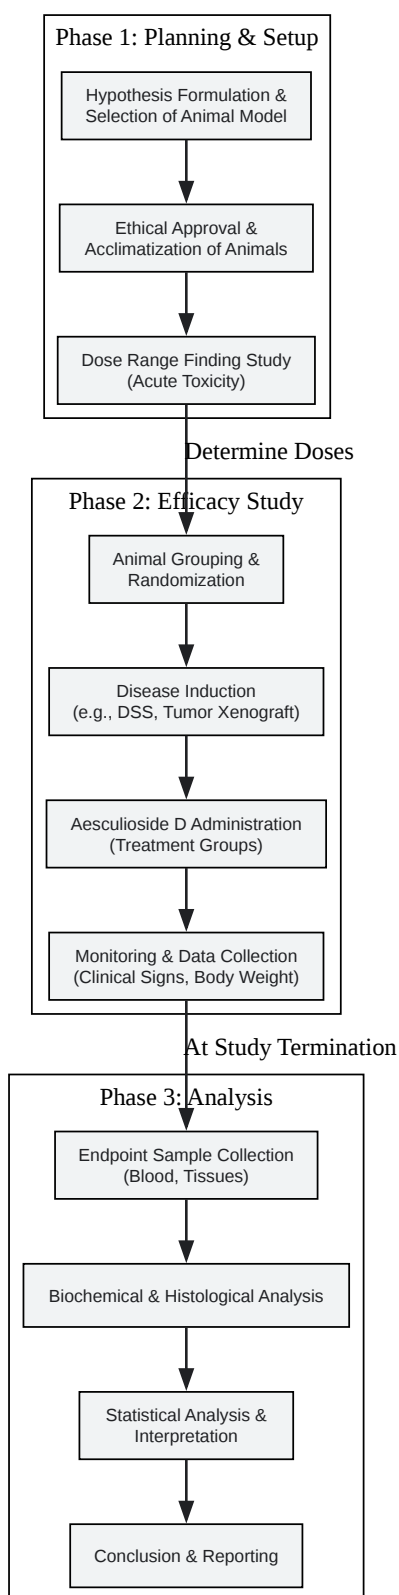 Phase 1: Planning & Setup
Hypothesis Formulation &
Selection of Animal Model
Ethical Approval &
Acclimatization of Animals
Dose Range Finding Study
(Acute Toxicity)
Determine Doses
Phase 2: Efficacy Study
Animal Grouping &
Randomization
Disease Induction
(e.g., DSS, Tumor Xenograft)
Aesculioside D Administration
(Treatment Groups)
Monitoring & Data Collection
(Clinical Signs, Body Weight)
At Study Termination
Phase 3: Analysis
Endpoint Sample Collection
(Blood, Tissues)
Biochemical & Histological Analysis
Statistical Analysis &
Interpretation
Conclusion & Reporting